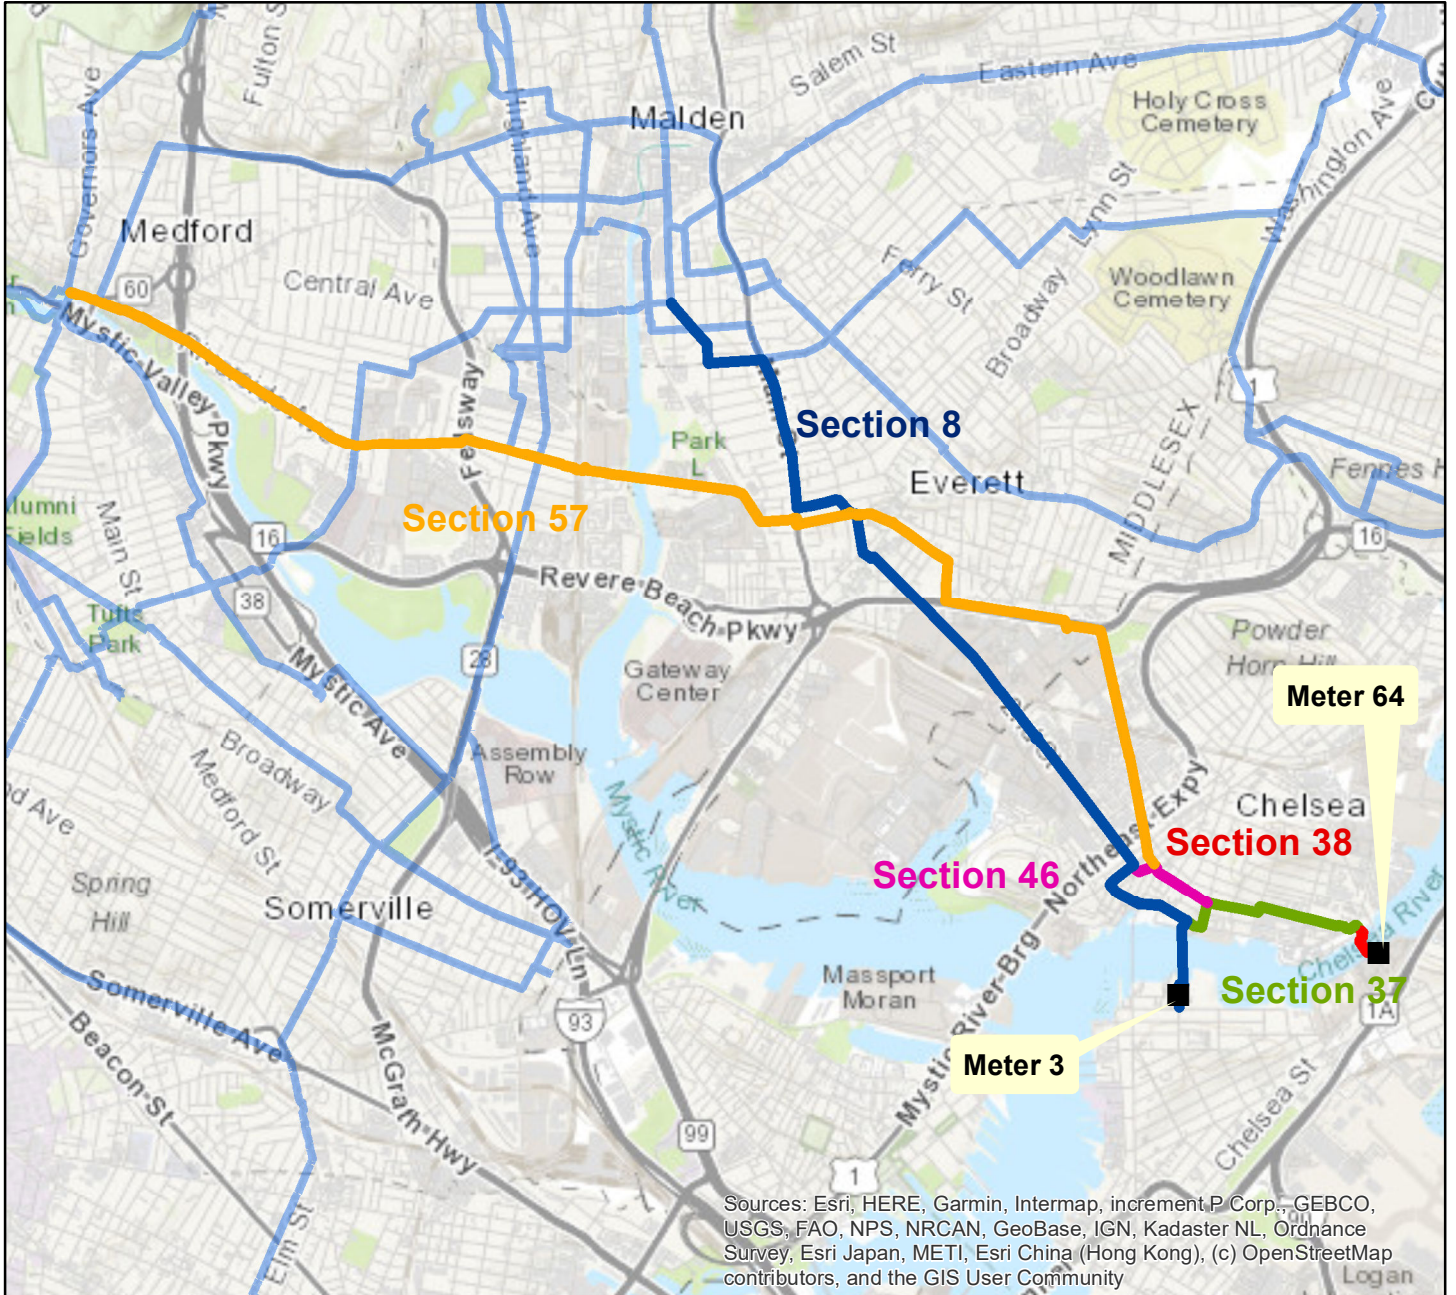 Fulton St
Salem St
Eastern Ave
Governors Ave
Highland Ave
Malden
Holy Cross
Cemetery
Washington Ave
Medford
60
Central Ave
Lynn St
Ferry St
Broadway
Woodlawn
Cemetery
Mystic Valley Pkwy
Fellsway
Main St
1
Section 8
Park
L
MIDDLESEX
Everett
Section 57
Main St
16
16
38
Revere Beach Pkwy
Tufts
Park
28
Mystic Ave
Gateway
Center
Powder
Horn Hill
Meter 64
Broadway
Medford St
Assembly
Row
Mystic River
Northeast Expy
Chelsea
Section 38
Section 46
Spring
Hill
Somerville
I-93 HOV Ln
Chelsea River
Massport
Moran
Section 37
1A
Somerville Ave
Beacon St
93
Mystic River Brg
Meter 3
McGrath Hwy
99
Chelsea St
1
Elm St
Sources: Esri, HERE, Garmin, Intermap, increment P Corp., GEBCO,
USGS, FAO, NPS, NRCAN, GeoBase, IGN, Kadaster NL, Ordnance
Survey, Esri Japan, METI, Esri China (Hong Kong), (c) OpenStreetMap
contributors, and the GIS User Community
Logan